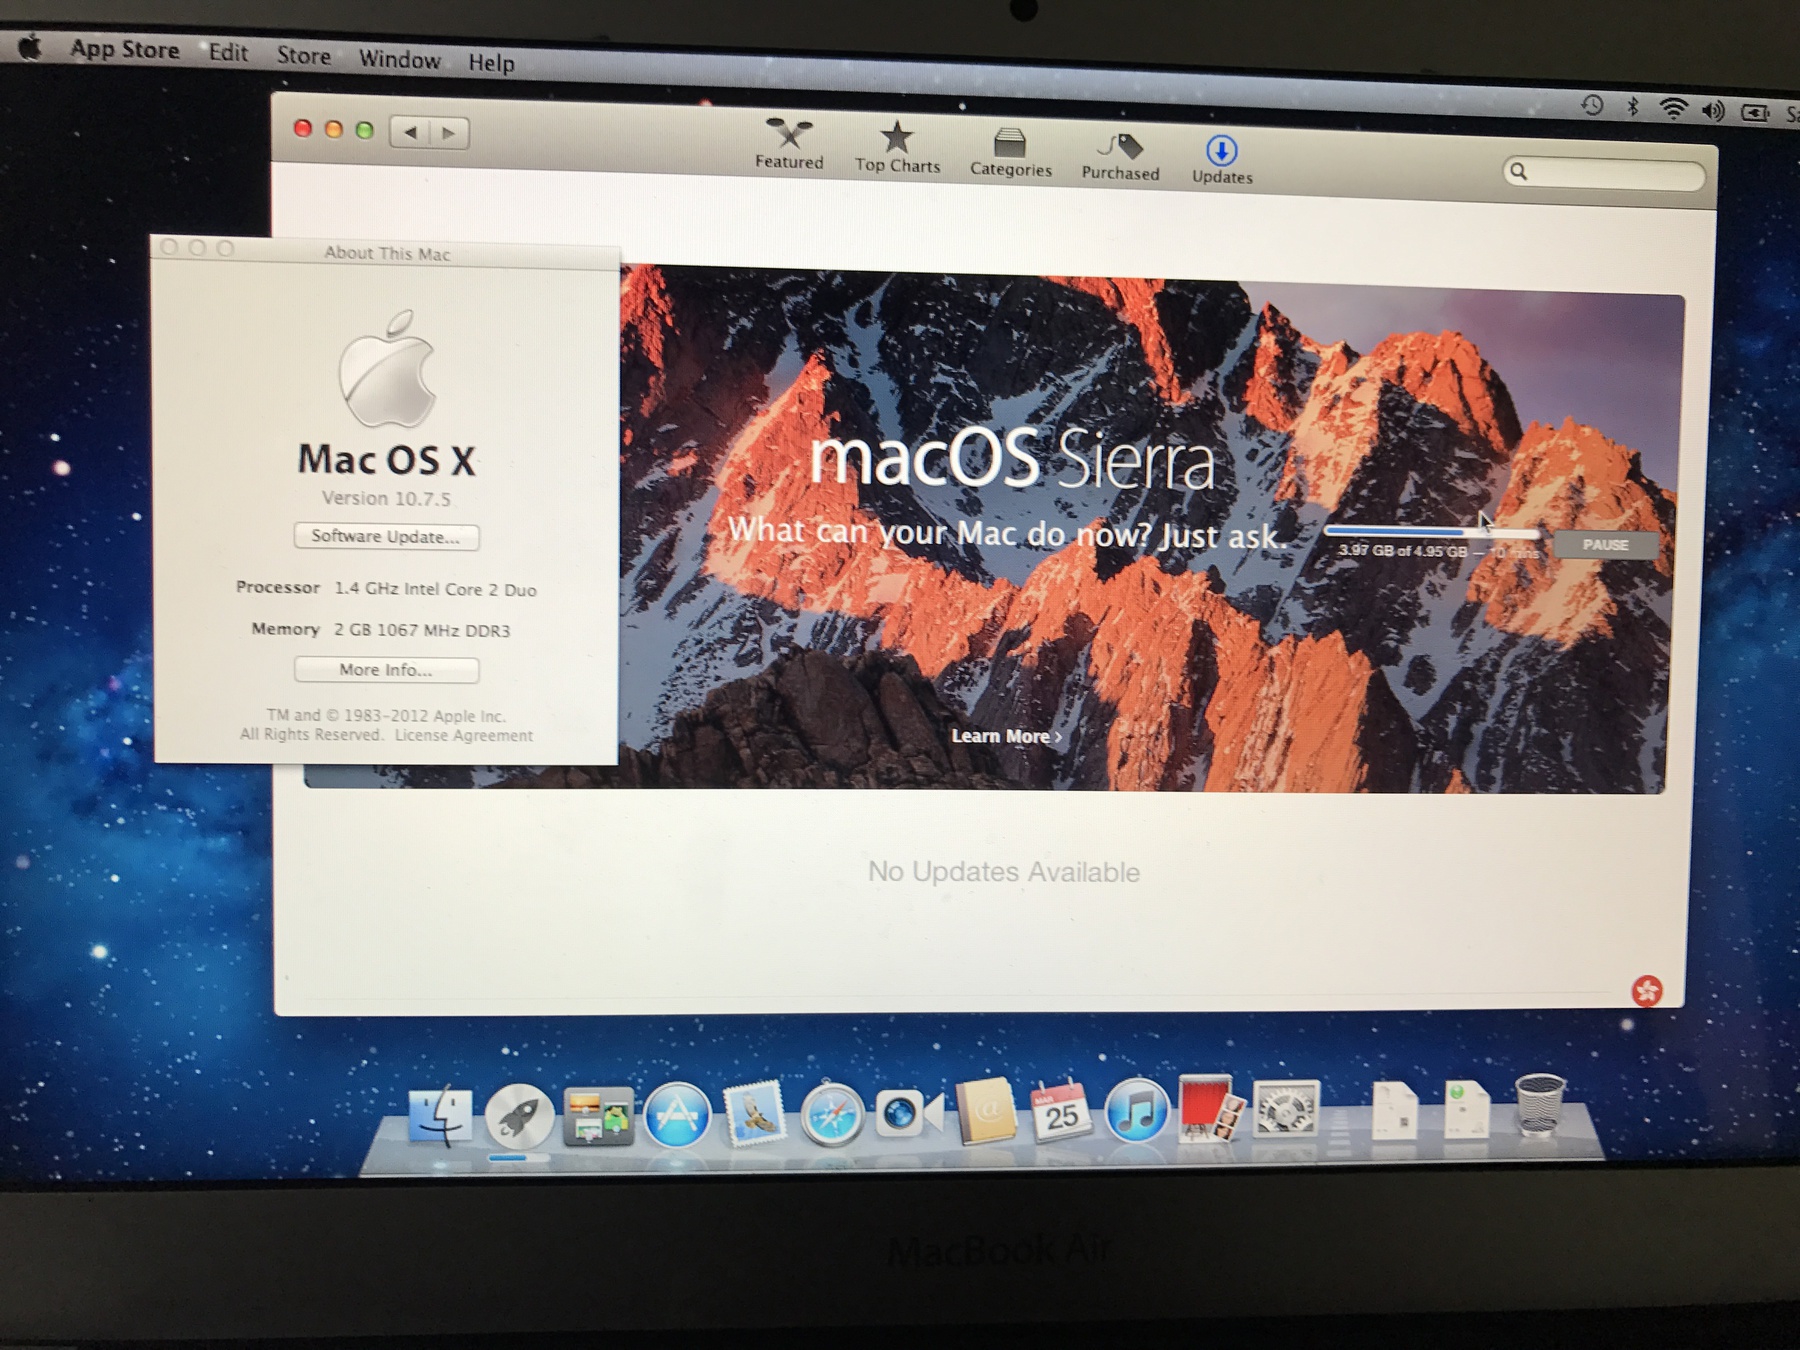 App Store Edit Store Window Help
Featured Top Charts Categories Purchased Updates
About This Mac
Mac OS X
Version 10.7.5
Software Update...
Processor 1.4 GHz Intel Core 2 Duo
Memory 2 GB 1067 MHz DDR3
More Info...
TM and © 1983-2012 Apple Inc.
All Rights Reserved. License Agreement
macOS Sierra
What can your Mac do now? Just ask.
3.97 GB of 4.95 GB —
PAUSE
Learn More ›
No Updates Available
MAR
25
MacBook Air